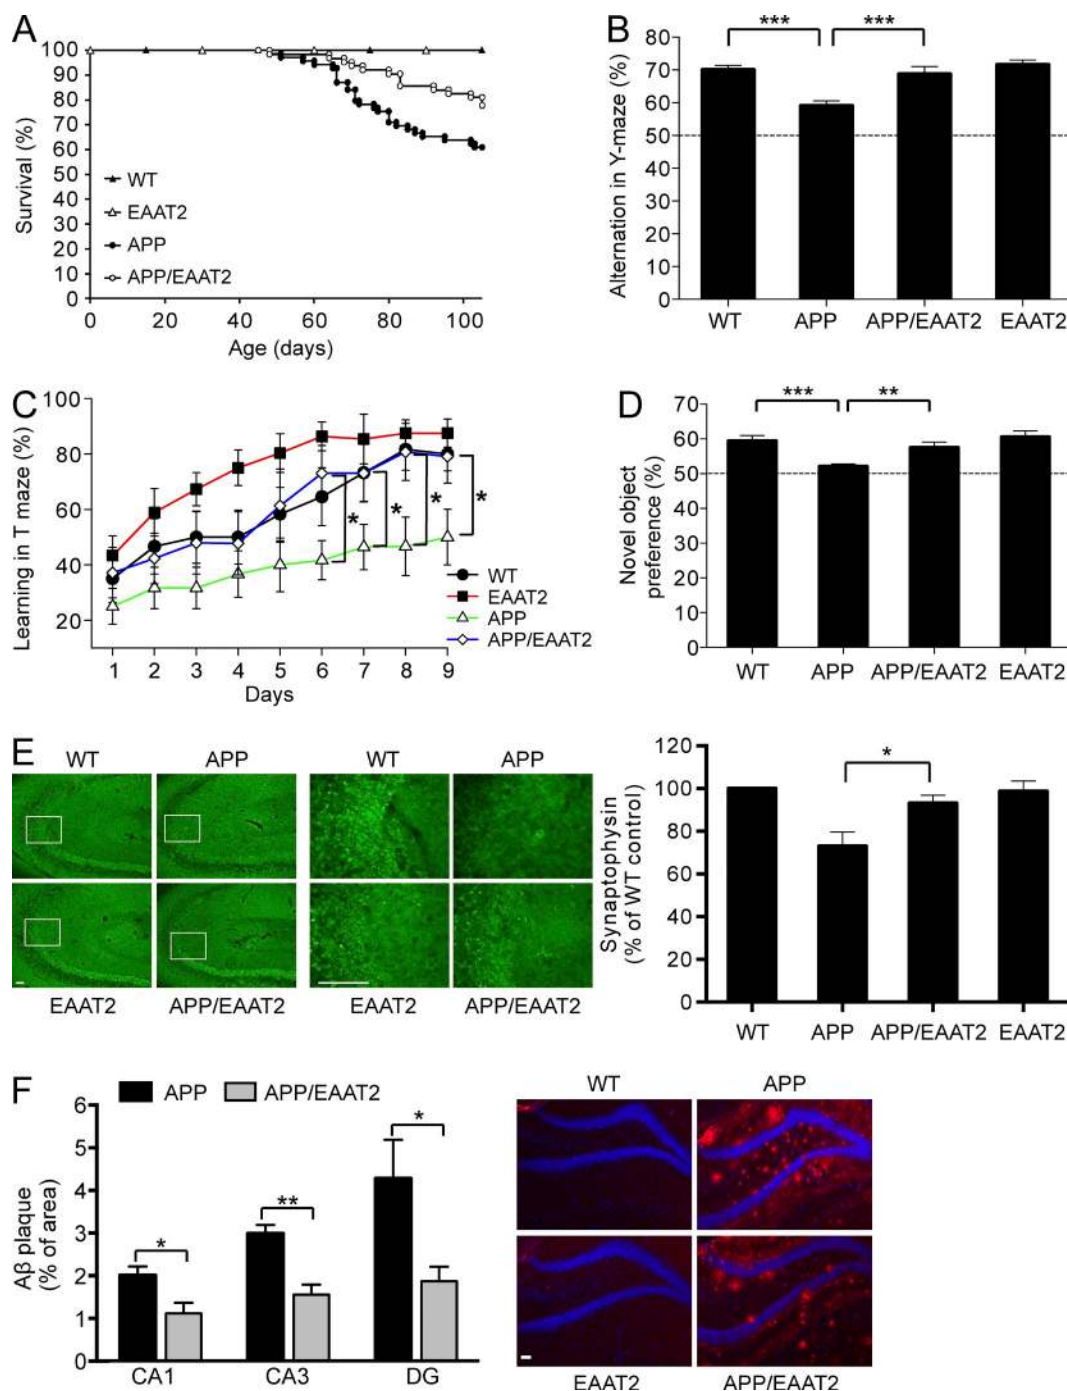 A
Survival (%)
100
90
80
70
60
50
40
30
20
10
0
WT
EAAT2
APP
APP/EAAT2
0 20 40 60 80 100
Age (days)
B
*** ***
Alternation in Y-maze (%)
80
70
60
50
40
30
20
10
0
WT APP APP/EAAT2 EAAT2
C
Learning in T maze (%)
100
80
60
40
20
* * * *
WT
EAAT2
APP
APP/EAAT2
1 2 3 4 5 6 7 8 9
Days
D
*** **
Novel object
preference (%)
70
60
50
40
30
20
10
0
WT APP APP/EAAT2 EAAT2
E
WT APP WT APP
EAAT2 APP/EAAT2 EAAT2 APP/EAAT2
*
Synaptophysin
(% of WT control)
120
100
80
60
40
20
0
WT APP APP/EAAT2 EAAT2
F
APP APP/EAAT2
Aβ plaque
(% of area)
6
5
4
3
2
1
0
* ** *
CA1 CA3 DG
WT APP
EAAT2 APP/EAAT2